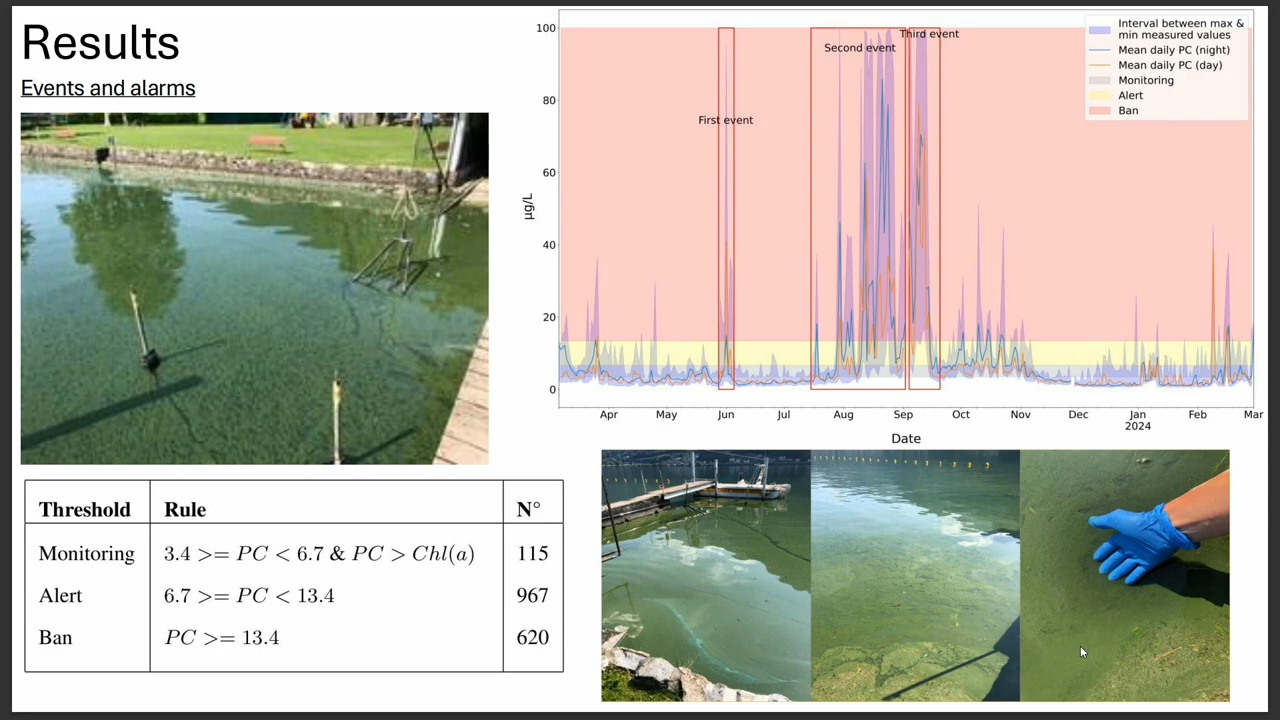 Results
Events and alarms
Threshold Rule N°
Monitoring 3.4 >= PC < 6.7 & PC > Chl(a) 115
Alert 6.7 >= PC < 13.4 967
Ban PC >= 13.4 620
100
80
60
40
20
0
µg/L
First event
Second event
Third event
Interval between max &
min measured values
Mean daily PC (night)
Mean daily PC (day)
Monitoring
Alert
Ban
Apr May Jun Jul Aug Sep Oct Nov Dec Jan Feb Mar
2024
Date